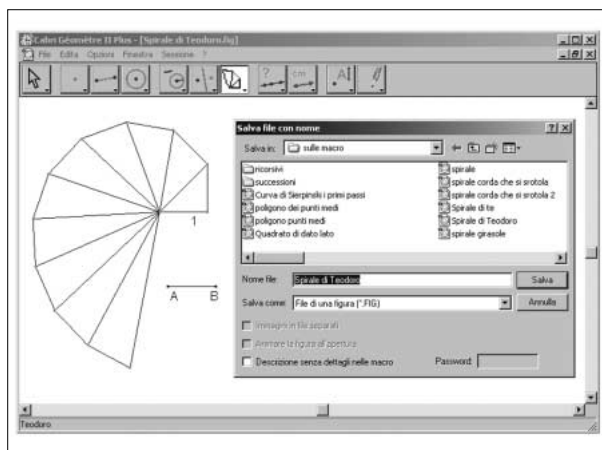 Cabri Géomètre II Plus - [Spirale di Teodoro.fig]
File Edita Opzioni Finestra Sessione ?
? cm A
1
A B
Salva file con nome
Salva in: sulle macro
ricorsivi
successioni
Curva di Sierpinski i primi passi
poligono dei punti medi
poligono punti medi
Quadrato di dato lato
spirale
spirale corda che si srotola
spirale corda che si srotola 2
Spirale di te
Spirale di Teodoro
spirale girasole
Nome file: Spirale di Teodoro Salva
Salva come: File di una figura (*.FIG) Annulla
Immagini in file separati
Animare la figura all'apertura
Descrizione senza dettagli nelle macro Password:
Teodoro